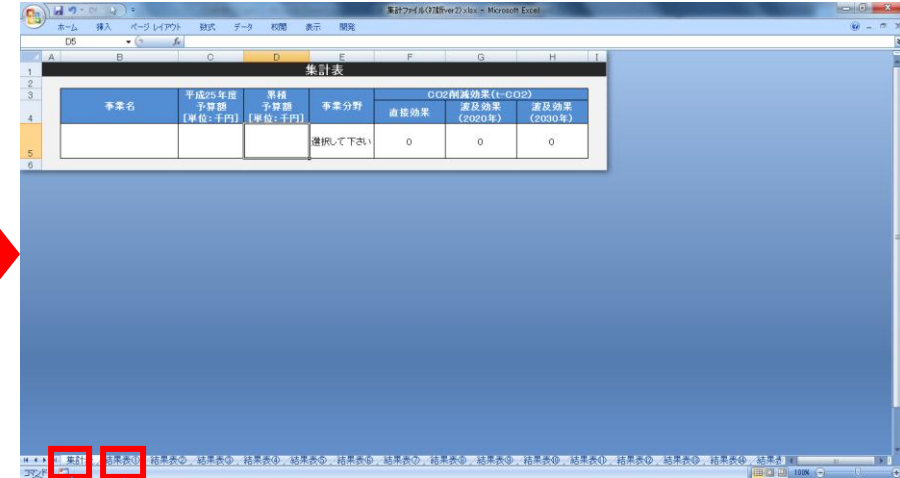 集計ファイル(初版ver2).xlsx - Microsoft Excel
ホーム 挿入 ページ レイアウト 数式 データ 校閲 表示 開発
D5 fx
A B C D E F G H I
1 集計表
2
3 事業名 平成25年度 予算額 [単位:千円] 累積 予算額 [単位:千円] 事業分野 CO2削減効果(t-CO2)
4 直接効果 波及効果 (2020年) 波及効果 (2030年)
5 選択して下さい 0 0 0
6
集計 結果表① 結果表② 結果表③ 結果表④ 結果表⑤ 結果表⑥ 結果表⑦ 結果表⑧ 結果表⑨ 結果表⑩ 結果表⑪ 結果表⑫ 結果表⑬ 結果表⑭ 結果表
コマンド 100%